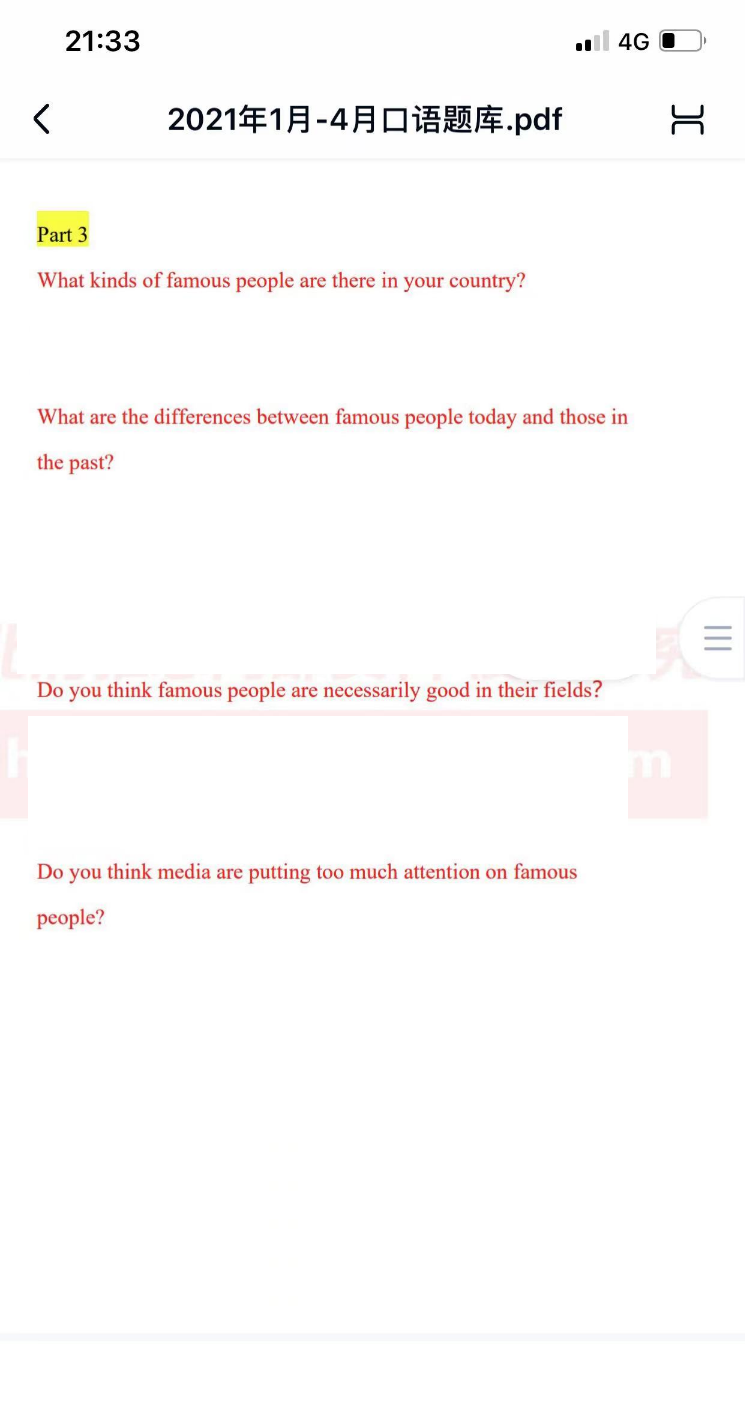 21:33
4G
2021年1月-4月口语题库.pdf
Part 3
What kinds of famous people are there in your country?
What are the differences between famous people today and those in
the past?
Do you think famous people are necessarily good in their fields?
h
m
Do you think media are putting too much attention on famous
people?